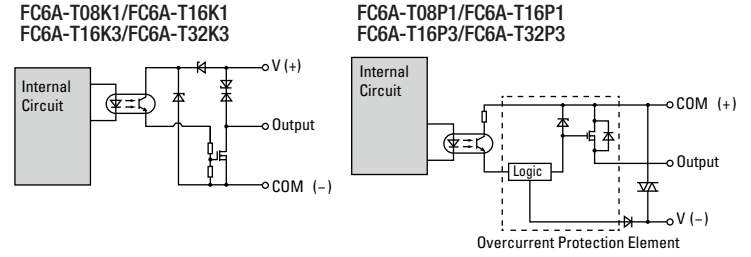 FC6A-T08K1/FC6A-T16K1
FC6A-T16K3/FC6A-T32K3
Internal
Circuit
V (+)
Output
COM (−)
FC6A-T08P1/FC6A-T16P1
FC6A-T16P3/FC6A-T32P3
Internal
Circuit
COM (+)
Output
Logic
V (−)
Overcurrent Protection Element